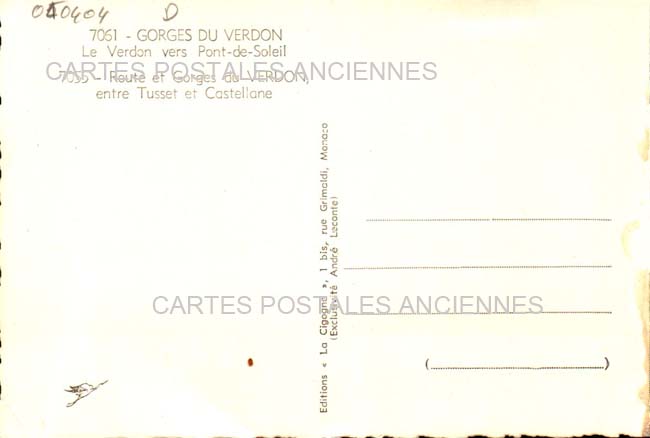 040404 D
7061 - GORGES DU VERDON
Le Verdon vers Pont-de-Soleil
CARTES POSTALES ANCIENNES
7055 - Route et Gorges du VERDON,
entre Tusset et Castellane
Editions « La Cigogne », 1 bis, rue Grimaldi, Monaco
(Exclusivité André Leconte)
CARTES POSTALES ANCIENNES
(..........)